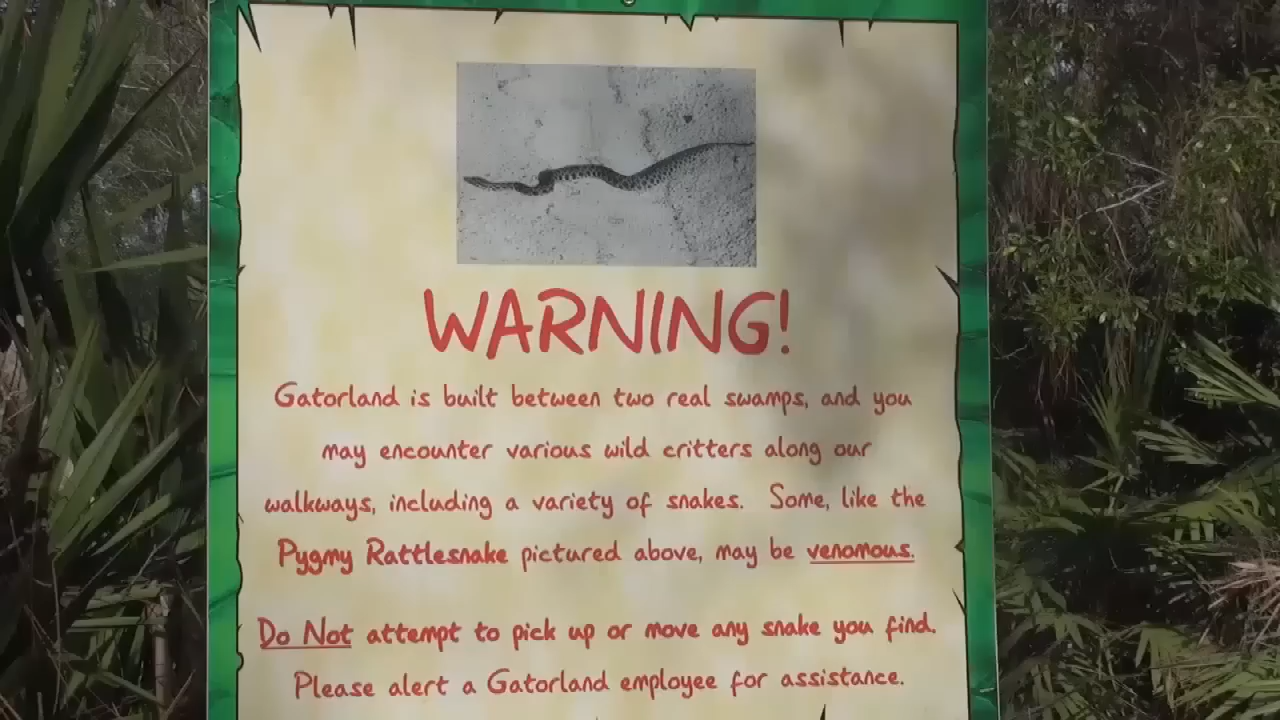 WARNING!
Gatorland is built between two real swamps, and you
may encounter various wild critters along our
walkways, including a variety of snakes. Some, like the
Pygmy Rattlesnake pictured above, may be venomous.
Do Not attempt to pick up or move any snake you find.
Please alert a Gatorland employee for assistance.